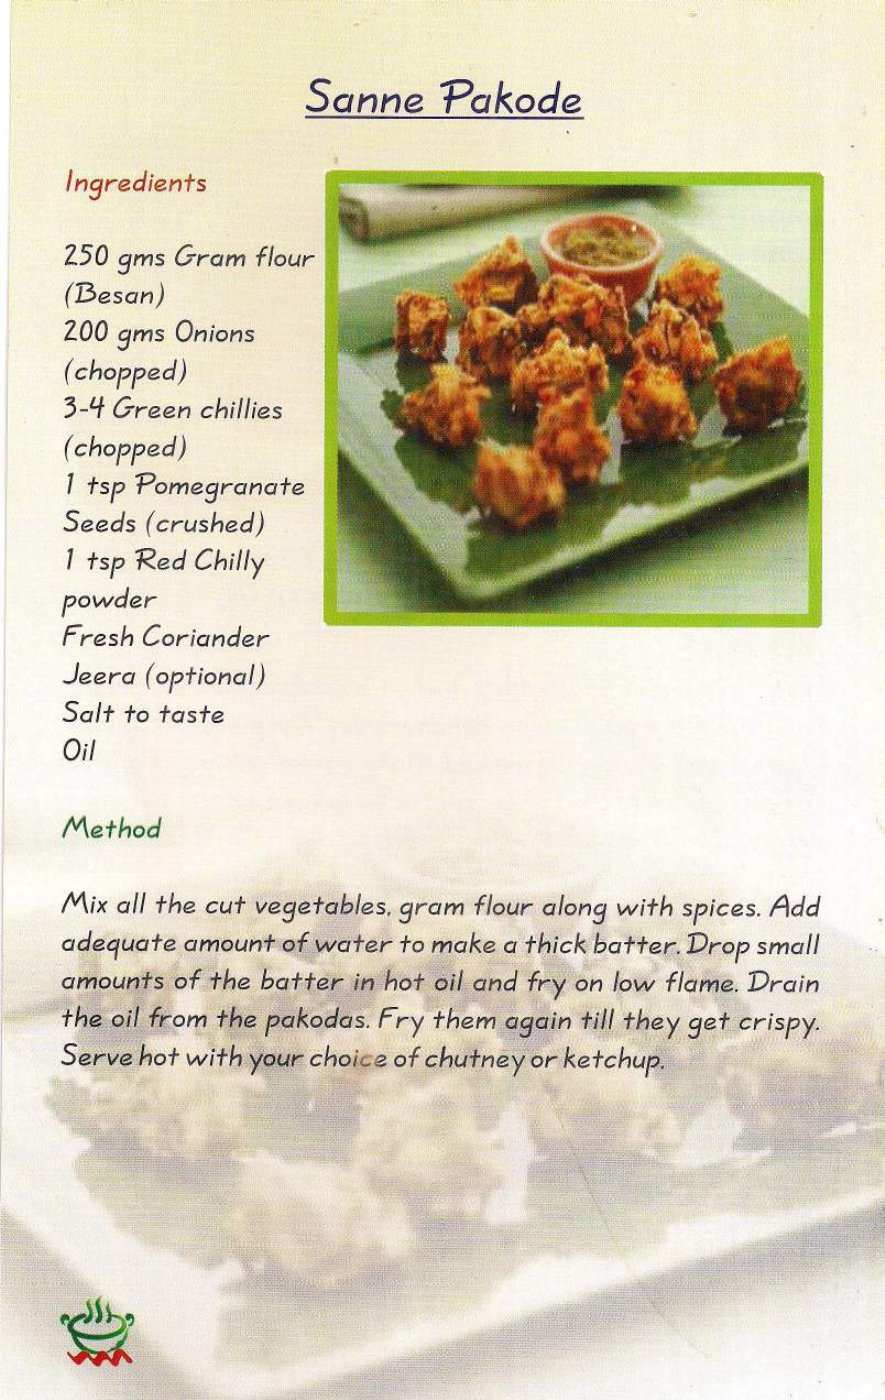 Sanne Pakode
Ingredients
250 gms Gram flour
(Besan)
200 gms Onions
(chopped)
3-4 Green chillies
(chopped)
1 tsp Pomegranate
Seeds (crushed)
1 tsp Red Chilly
powder
Fresh Coriander
Jeera (optional)
Salt to taste
Oil
Method
Mix all the cut vegetables, gram flour along with spices. Add
adequate amount of water to make a thick batter. Drop small
amounts of the batter in hot oil and fry on low flame. Drain
the oil from the pakodas. Fry them again till they get crispy.
Serve hot with your choice of chutney or ketchup.